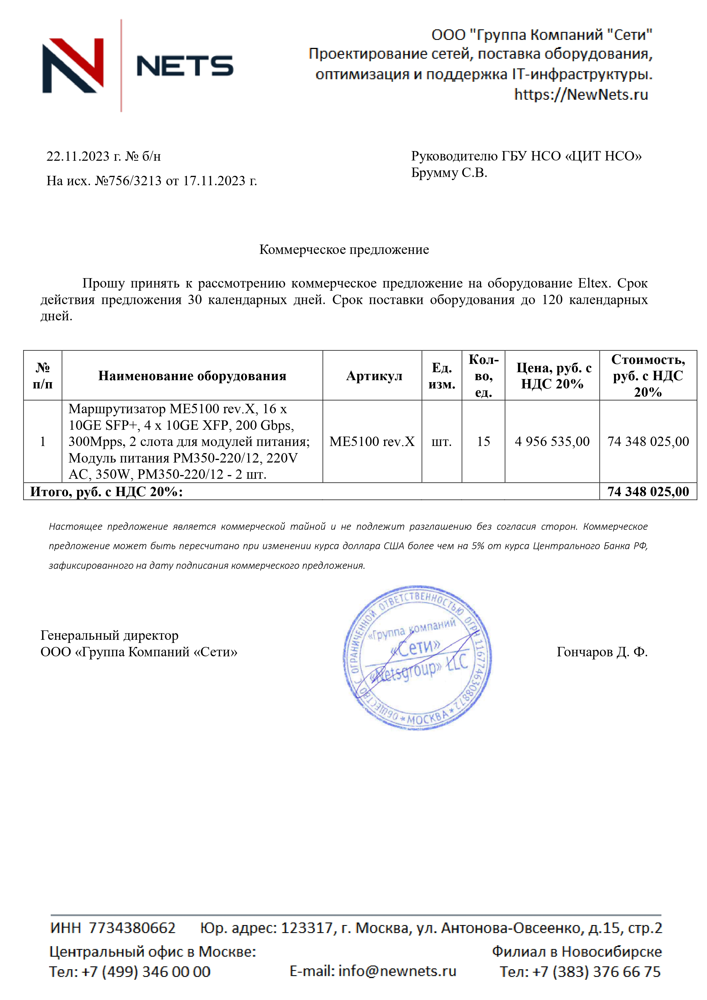 NETS
ООО "Группа Компаний "Сети"
Проектирование сетей, поставка оборудования,
оптимизация и поддержка IT-инфраструктуры.
https://NewNets.ru
22.11.2023 г. № б/н
На исх. №756/3213 от 17.11.2023 г.
Руководителю ГБУ НСО «ЦИТ НСО»
Брумму С.В.
Коммерческое предложение
Прошу принять к рассмотрению коммерческое предложение на оборудование Eltex. Срок
действия предложения 30 календарных дней. Срок поставки оборудования до 120 календарных
дней.
№ п/п Наименование оборудования Артикул Ед. изм. Кол-во, ед. Цена, руб. с НДС 20% Стоимость, руб. с НДС 20%
1
Маршрутизатор ME5100 rev.X, 16 x
10GE SFP+, 4 x 10GE XFP, 200 Gbps,
300Mpps, 2 слота для модулей питания;
Модуль питания PM350-220/12, 220V
AC, 350W, PM350-220/12 - 2 шт.
ME5100 rev.X шт. 15 4 956 535,00 74 348 025,00
Итого, руб. с НДС 20%: 74 348 025,00
Настоящее предложение является коммерческой тайной и не подлежит разглашению без согласия сторон. Коммерческое
предложение может быть пересчитано при изменении курса доллара США более чем на 5% от курса Центрального Банка РФ,
зафиксированного на дату подписания коммерческого предложения.
Генеральный директор
ООО «Группа Компаний «Сети»
ОБЩЕСТВО С ОГРАНИЧЕННОЙ ОТВЕТСТВЕННОСТЬЮ ОГРН 1167746308872
* МОСКВА *
«Группа компаний
«Сети»
«Netsgroup» LLC
Гончаров Д. Ф.
ИНН 7734380662 Юр. адрес: 123317, г. Москва, ул. Антонова-Овсеенко, д.15, стр.2
Центральный офис в Москве:
Тел: +7 (499) 346 00 00
E-mail: info@newnets.ru
Филиал в Новосибирске
Тел: +7 (383) 376 66 75